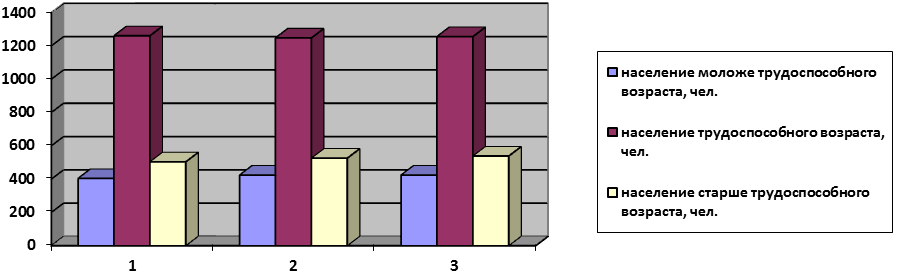 1400
1200
1000
800
600
400
200
0
1 2 3
население моложе трудоспособного
возраста, чел.
население трудоспособного возраста,
чел.
население старше трудоспособного
возраста, чел.